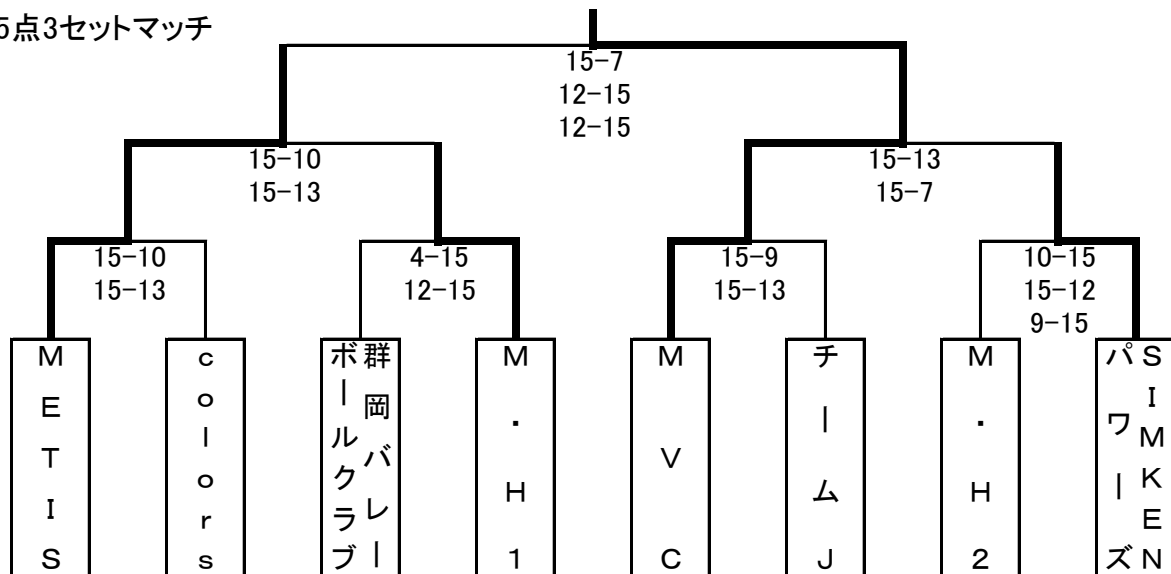 5点3セットマッチ
15-7
12-15
12-15
15-10
15-13
15-13
15-7
15-10
15-13
4-15
12-15
15-9
15-13
10-15
15-12
9-15
METIS
colors
群岡バレー
ボールクラブ
M・H1
MVC
チームJ
M・H2
SIMKEN
パワーズ